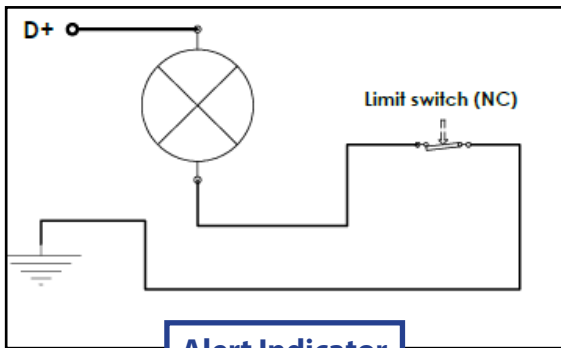 D+
Limit switch (NC)
Alert Indicator